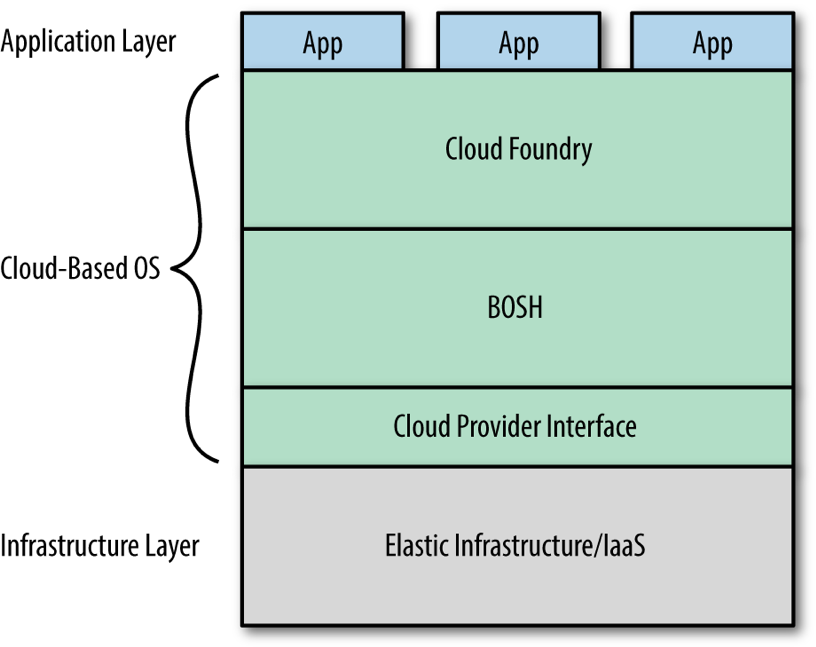 Application Layer
App
App
App
Cloud Foundry
Cloud-Based OS
BOSH
Cloud Provider Interface
Infrastructure Layer
Elastic Infrastructure/IaaS